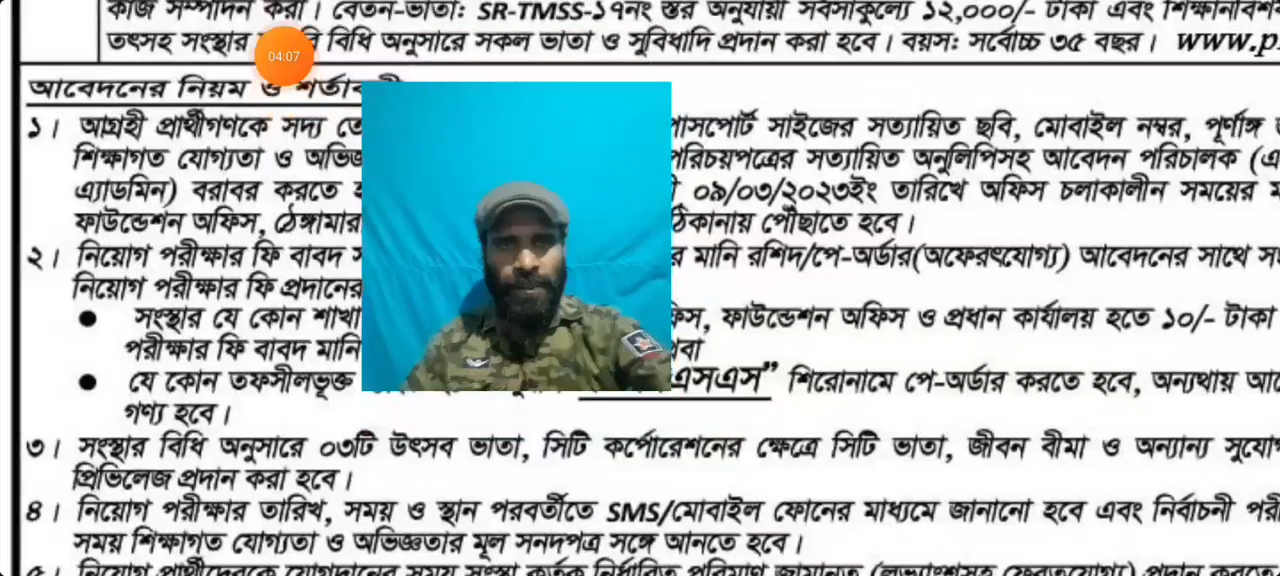 কাজ সম্পাদন করা। বেতন-ভাতা: SR-TMSS-১৭নং স্তর অনুযায়ী সর্বসাকুল্যে ১২,০০০/- টাকা এবং
তৎসহ সংস্থার বিধি অনুসারে সকল ভাতা ও সুবিধাদি প্রদান করা হবে। বয়স: সর্বোচ্চ ৩৫ বছর। www.p
04:07
আবেদনের নিয়ম ও
১। আগ্রহী প্রার্থীগণকে সদ্য পাসপোর্ট সাইজের সত্যায়িত ছবি, মোবাইল নম্বর, পূর্ণাঙ্গ
শিক্ষাগত যোগ্যতা ও পরিচয়পত্রের সত্যায়িত অনুলিপিসহ আবেদন পরিচালক
এ্যাডমিন) বরাবর করতে ০৯/০৩/২০২৩ইং তারিখে অফিস চলাকালীন সময়ের
ফাউন্ডেশন অফিস, ঠিকানায় পৌঁছাতে হবে।
২। নিয়োগ পরীক্ষার ফি বাবদ মানি রশিদ/পে-অর্ডার(অফেরৎযোগ্য) আবেদনের সাথে
নিয়োগ পরীক্ষার ফি প্রদানের
● সংস্থার যে কোন শাখা ফাউন্ডেশন অফিস ও প্রধান কার্যালয় হতে ১০/- টাকা
পরীক্ষার ফি বাবদ মানি
● যে কোন তফসীলভূক্ত এসএস” শিরোনামে পে-অর্ডার করতে হবে, অন্যথায়
গণ্য হবে।
৩। সংস্থার বিধি অনুসারে ০৩টি উৎসব ভাতা, সিটি কর্পোরেশনের ক্ষেত্রে সিটি ভাতা, জীবন বীমা ও অন্যান্য
প্রিভিলেজ প্রদান করা হবে।
৪। নিয়োগ পরীক্ষার তারিখ, সময় ও স্থান পরবর্তীতে SMS/মোবাইল ফোনের মাধ্যমে জানানো হবে এবং নির্বাচনী
সময় শিক্ষাগত যোগ্যতা ও অভিজ্ঞতার মূল সনদপত্র সঙ্গে আনতে হবে।